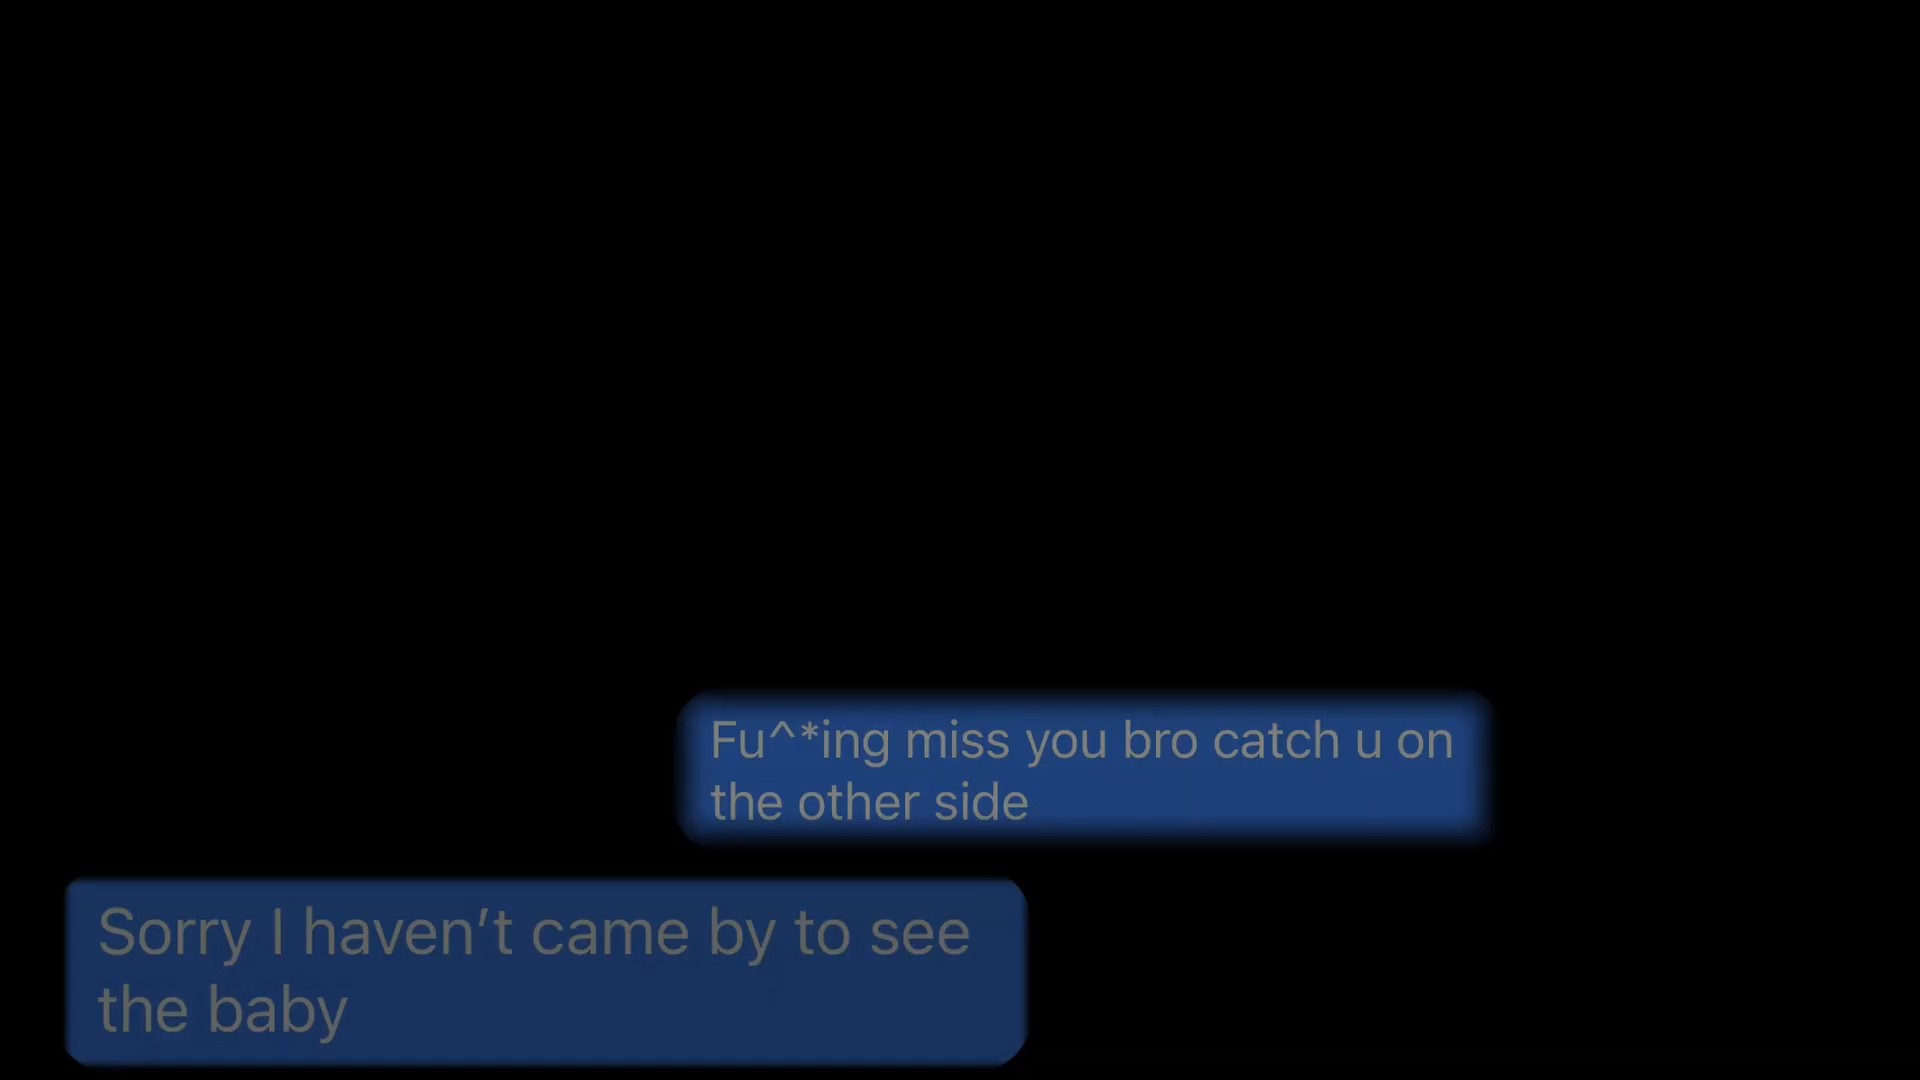 Fu^*ing miss you bro catch u on
the other side
Sorry I haven’t came by to see
the baby